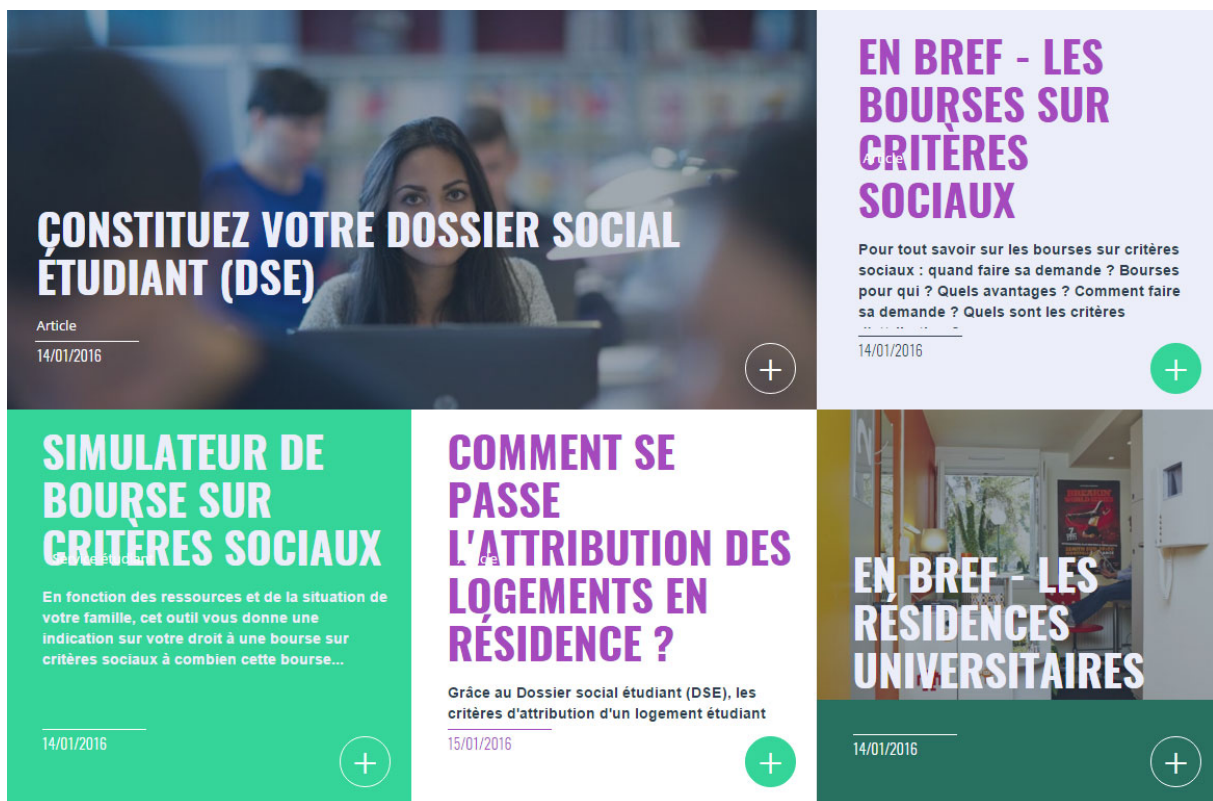 CONSTITUEZ VOTRE DOSSIER SOCIAL
ÉTUDIANT (DSE)
Article
14/01/2016
EN BREF - LES
BOURSES SUR
CRITÈRES
SOCIAUX
Article
Pour tout savoir sur les bourses sur critères
sociaux : quand faire sa demande ? Bourses
pour qui ? Quels avantages ? Comment faire
sa demande ? Quels sont les critères
14/01/2016
SIMULATEUR DE
BOURSE SUR
CRITÈRES SOCIAUX
Service étudiant
En fonction des ressources et de la situation de
votre famille, cet outil vous donne une
indication sur votre droit à une bourse sur
critères sociaux à combien cette bourse...
14/01/2016
COMMENT SE
PASSE
L'ATTRIBUTION DES
LOGEMENTS EN
RÉSIDENCE ?
Article
Grâce au Dossier social étudiant (DSE), les
critères d'attribution d'un logement étudiant
15/01/2016
EN BREF - LES
RÉSIDENCES
UNIVERSITAIRES
14/01/2016